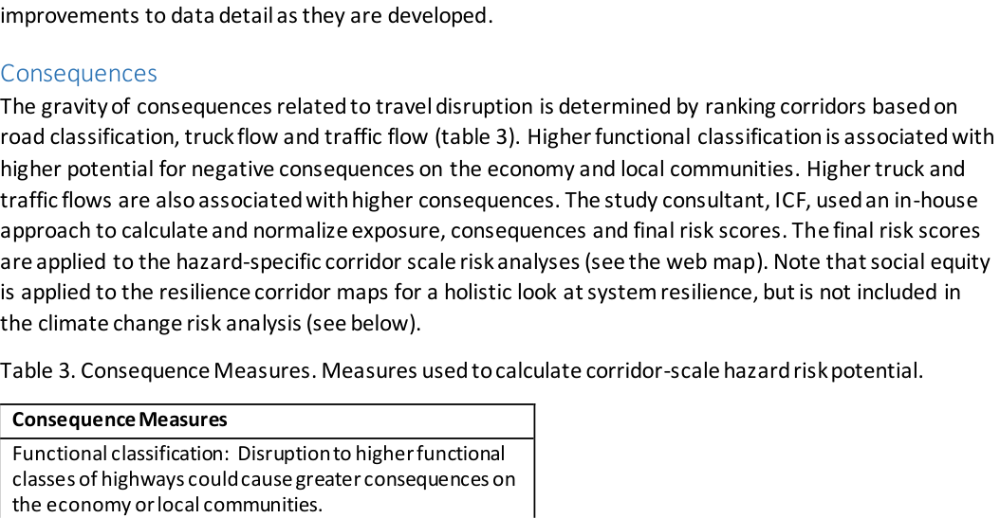 improvements to data detail as they are developed.
Consequences
The gravity of consequences related to travel disruption is determined by ranking corridors based on
road classification, truck flow and traffic flow (table 3). Higher functional classification is associated with
higher potential for negative consequences on the economy and local communities. Higher truck and
traffic flows are also associated with higher consequences. The study consultant, ICF, used an in-house
approach to calculate and normalize exposure, consequences and final risk scores. The final risk scores
are applied to the hazard-specific corridor scale risk analyses (see the web map). Note that social equity
is applied to the resilience corridor maps for a holistic look at system resilience, but is not included in
the climate change risk analysis (see below).
Table 3. Consequence Measures. Measures used to calculate corridor-scale hazard risk potential.
Consequence Measures
Functional classification: Disruption to higher functional
classes of highways could cause greater consequences on
the economy or local communities.